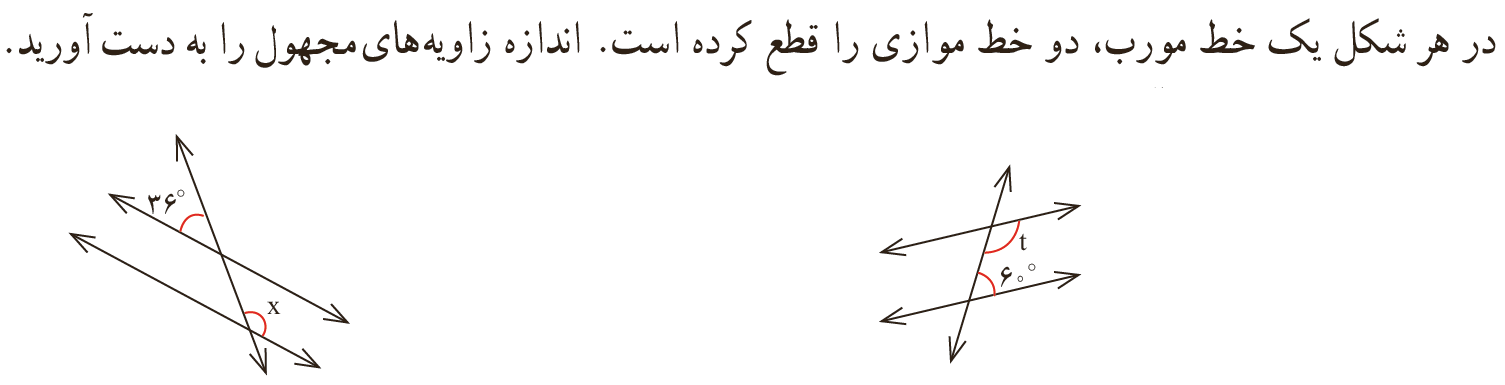 در هر شکل یک خط مورب، دو خط موازی را قطع کرده است. اندازه زاویه‌های مجهول را به دست آورید.
۳۶°
x
t
۶۰°